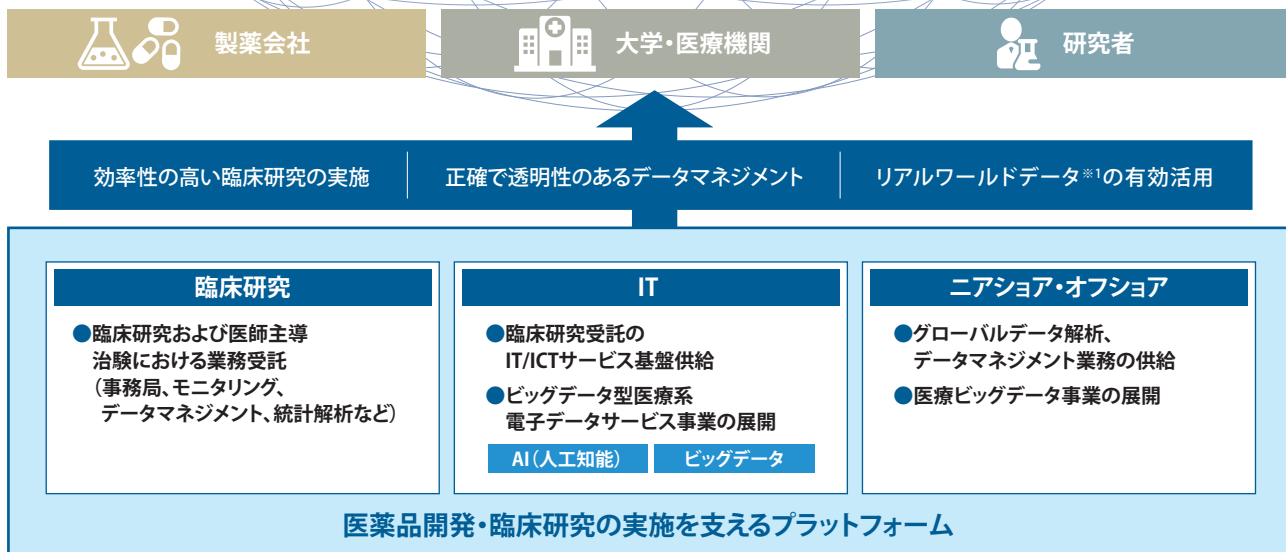 製薬会社
大学・医療機関
研究者
効率性の高い臨床研究の実施
正確で透明性のあるデータマネジメント
リアルワールドデータ※1の有効活用
臨床研究
●臨床研究および医師主導
治験における業務受託
（事務局、モニタリング、
データマネジメント、統計解析など）
IT
●臨床研究受託の
IT/ICTサービス基盤供給
●ビッグデータ型医療系
電子データサービス事業の展開
AI（人工知能）
ビッグデータ
ニアショア・オフショア
●グローバルデータ解析、
データマネジメント業務の供給
●医療ビッグデータ事業の展開
医薬品開発・臨床研究の実施を支えるプラットフォーム